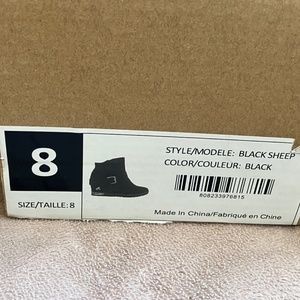 8
SIZE/TAILLE: 8
STYLE/MODELE: BLACK SHEEP
COLOR/COULEUR: BLACK
808233976815
Made In China/Fabriqué en Chine